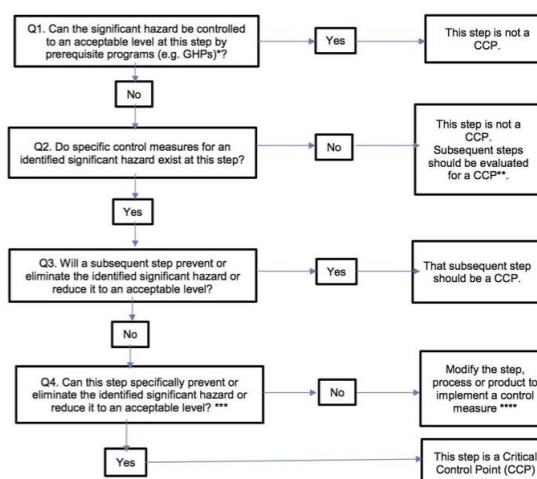 Q1. Can the significant hazard be controlled
to an acceptable level at this step by
prerequisite programs (e.g. GHPs)*?
Yes
This step is not a
CCP.
No
Q2. Do specific control measures for an
identified significant hazard exist at this step?
No
This step is not a
CCP.
Subsequent steps
should be evaluated
for a CCP**.
Yes
Q3. Will a subsequent step prevent or
eliminate the identified significant hazard or
reduce it to an acceptable level?
Yes
That subsequent step
should be a CCP.
No
Q4. Can this step specifically prevent or
eliminate the identified significant hazard or
reduce it to an acceptable level? ***
No
Modify the step,
process or product to
implement a control
measure ****
Yes
This step is a Critical
Control Point (CCP)